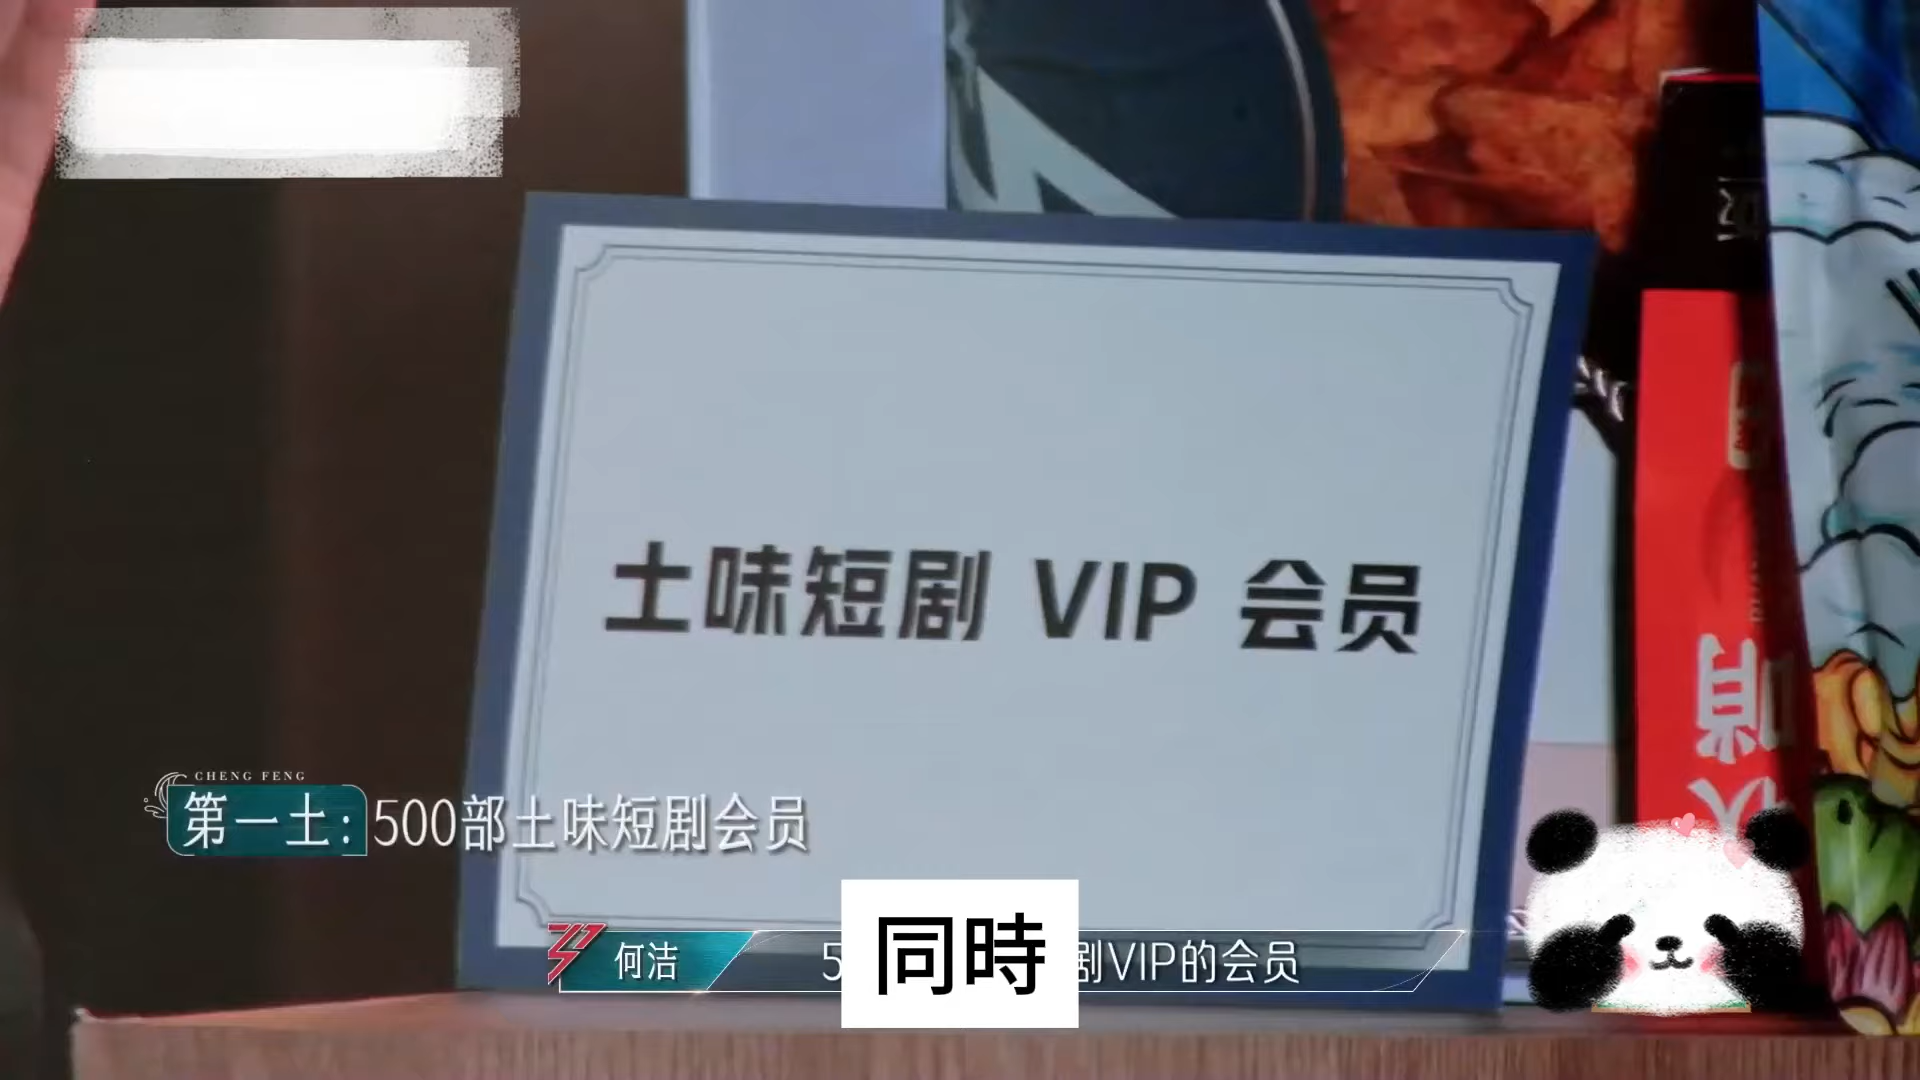 土味短剧 VIP 会员
CHENG FENG
第一土：500部土味短剧会员
何洁 5
同時
剧VIP的会员